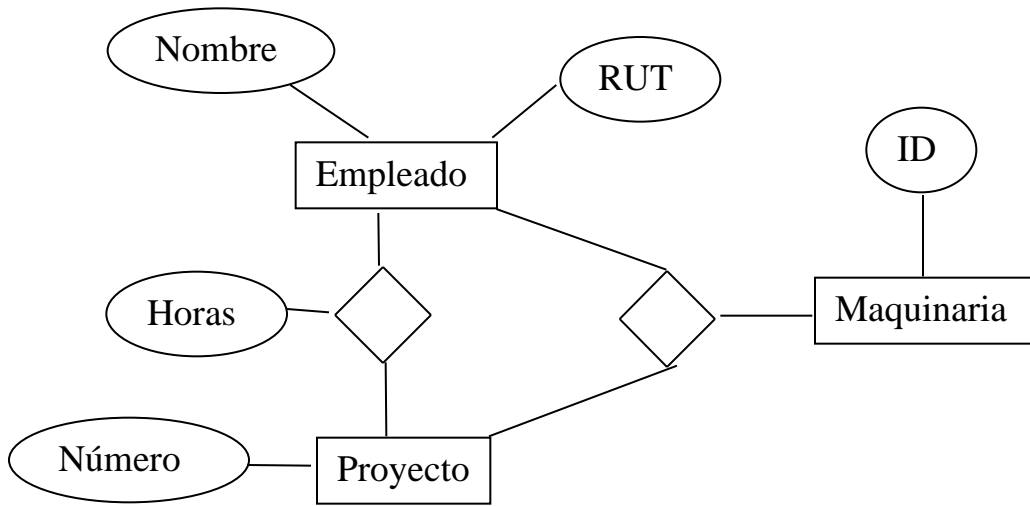 Nombre
RUT
ID
Empleado
Horas
Maquinaria
Número
Proyecto